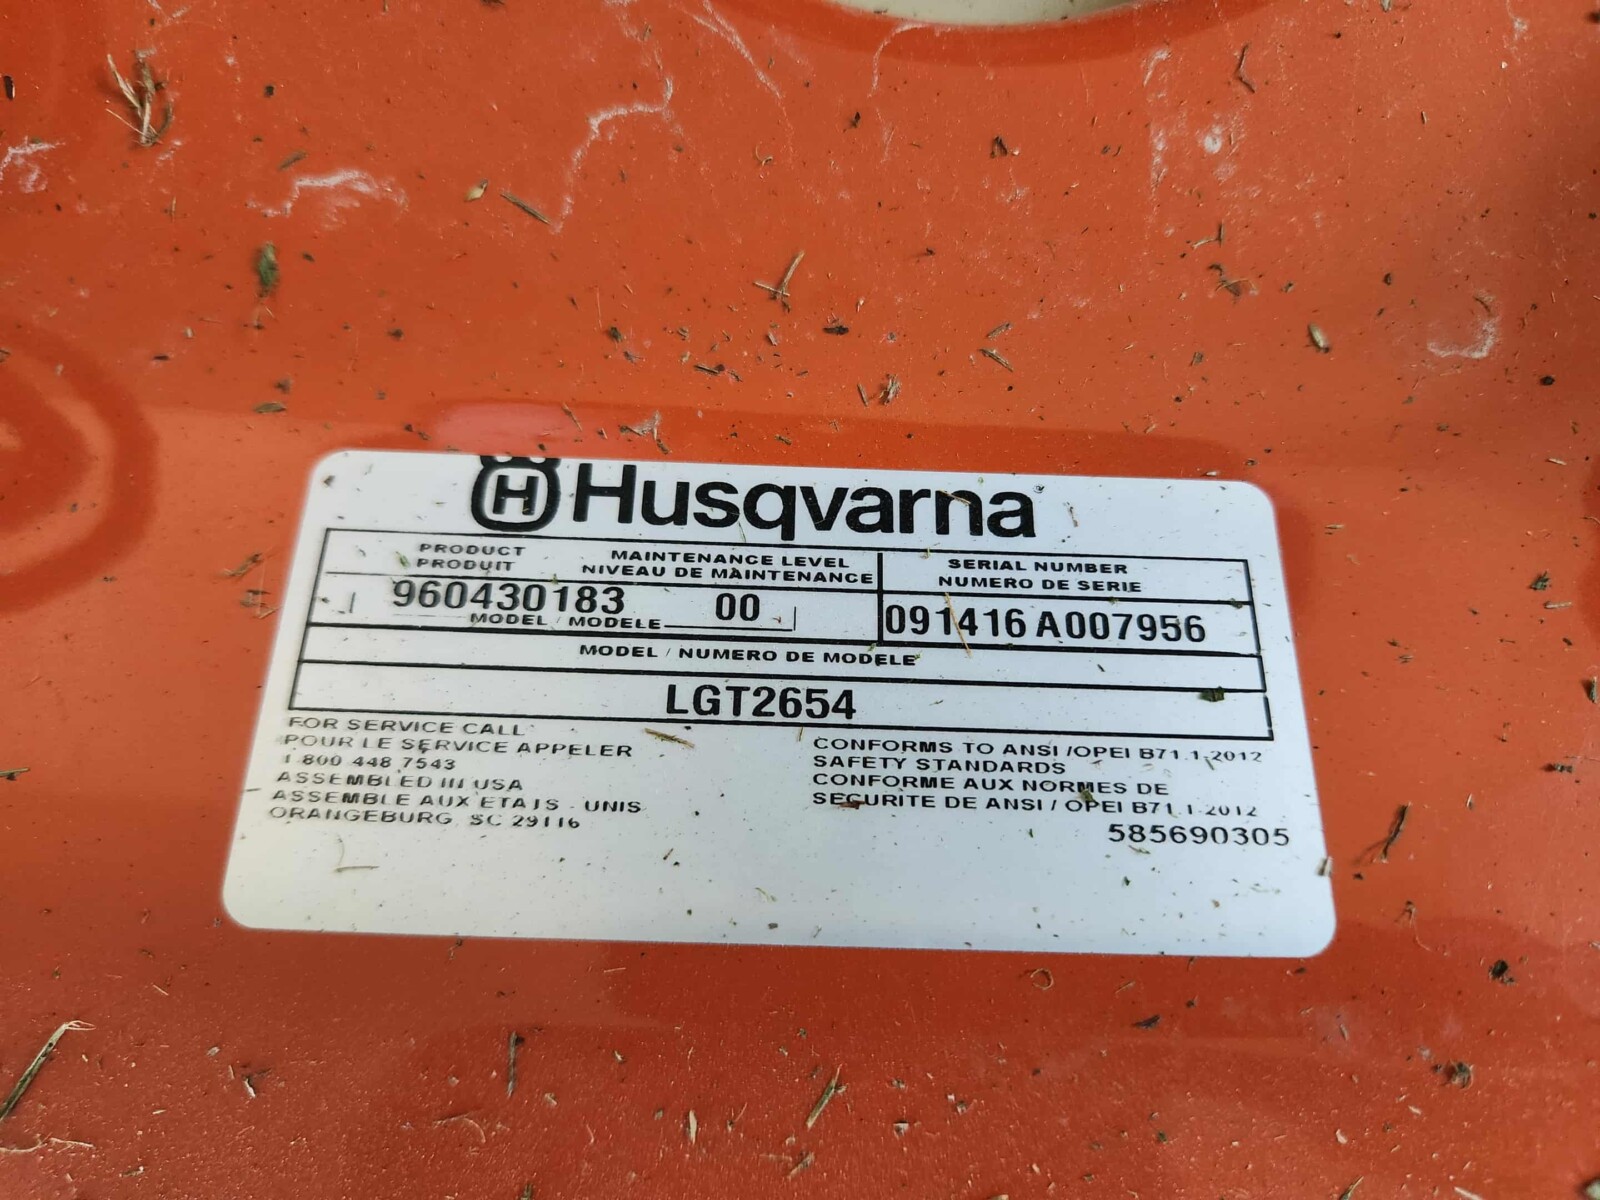 H Husqvarna
PRODUCT MAINTENANCE LEVEL SERIAL NUMBER
PRODUIT NIVEAU DE MAINTENANCE NUMERO DE SERIE
960430183 00 091416A007956
MODEL / MODELE
MODEL / NUMERO DE MODELE
LGT2654
FOR SERVICE CALL
POUR LE SERVICE APPELER
1 800 448 7543
ASSEMBLED IN USA
ASSEMBLE AUX ETATS - UNIS
ORANGEBURG, SC 29116
CONFORMS TO ANSI /OPEI B71.1-2012
SAFETY STANDARDS
CONFORME AUX NORMES DE
SECURITE DE ANSI / OPEI B71.1-2012
585690305